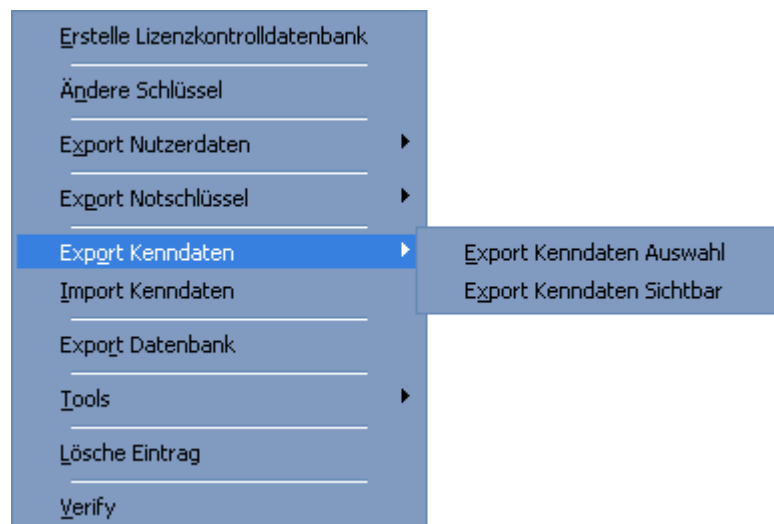 Erstelle Lizenzkontrolldatenbank
Ändere Schlüssel
Export Nutzerdaten
Export Notschlüssel
Export Kenndaten
Export Kenndaten Auswahl
Import Kenndaten
Export Kenndaten Sichtbar
Export Datenbank
Tools
Lösche Eintrag
Verify